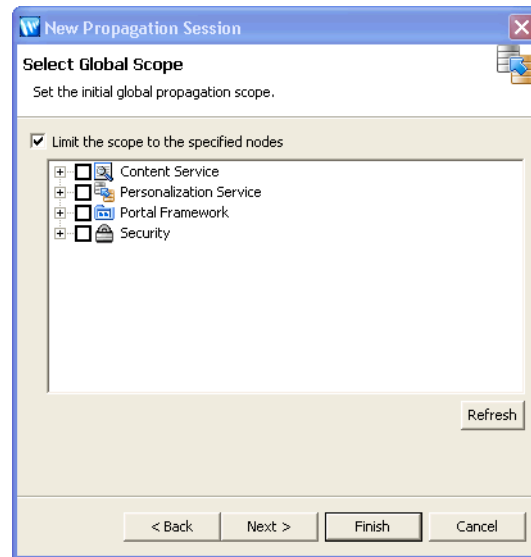 New Propagation Session
Select Global Scope
Set the initial global propagation scope.
Limit the scope to the specified nodes
Content Service
Personalization Service
Portal Framework
Security
Refresh
< Back
Next >
Finish
Cancel